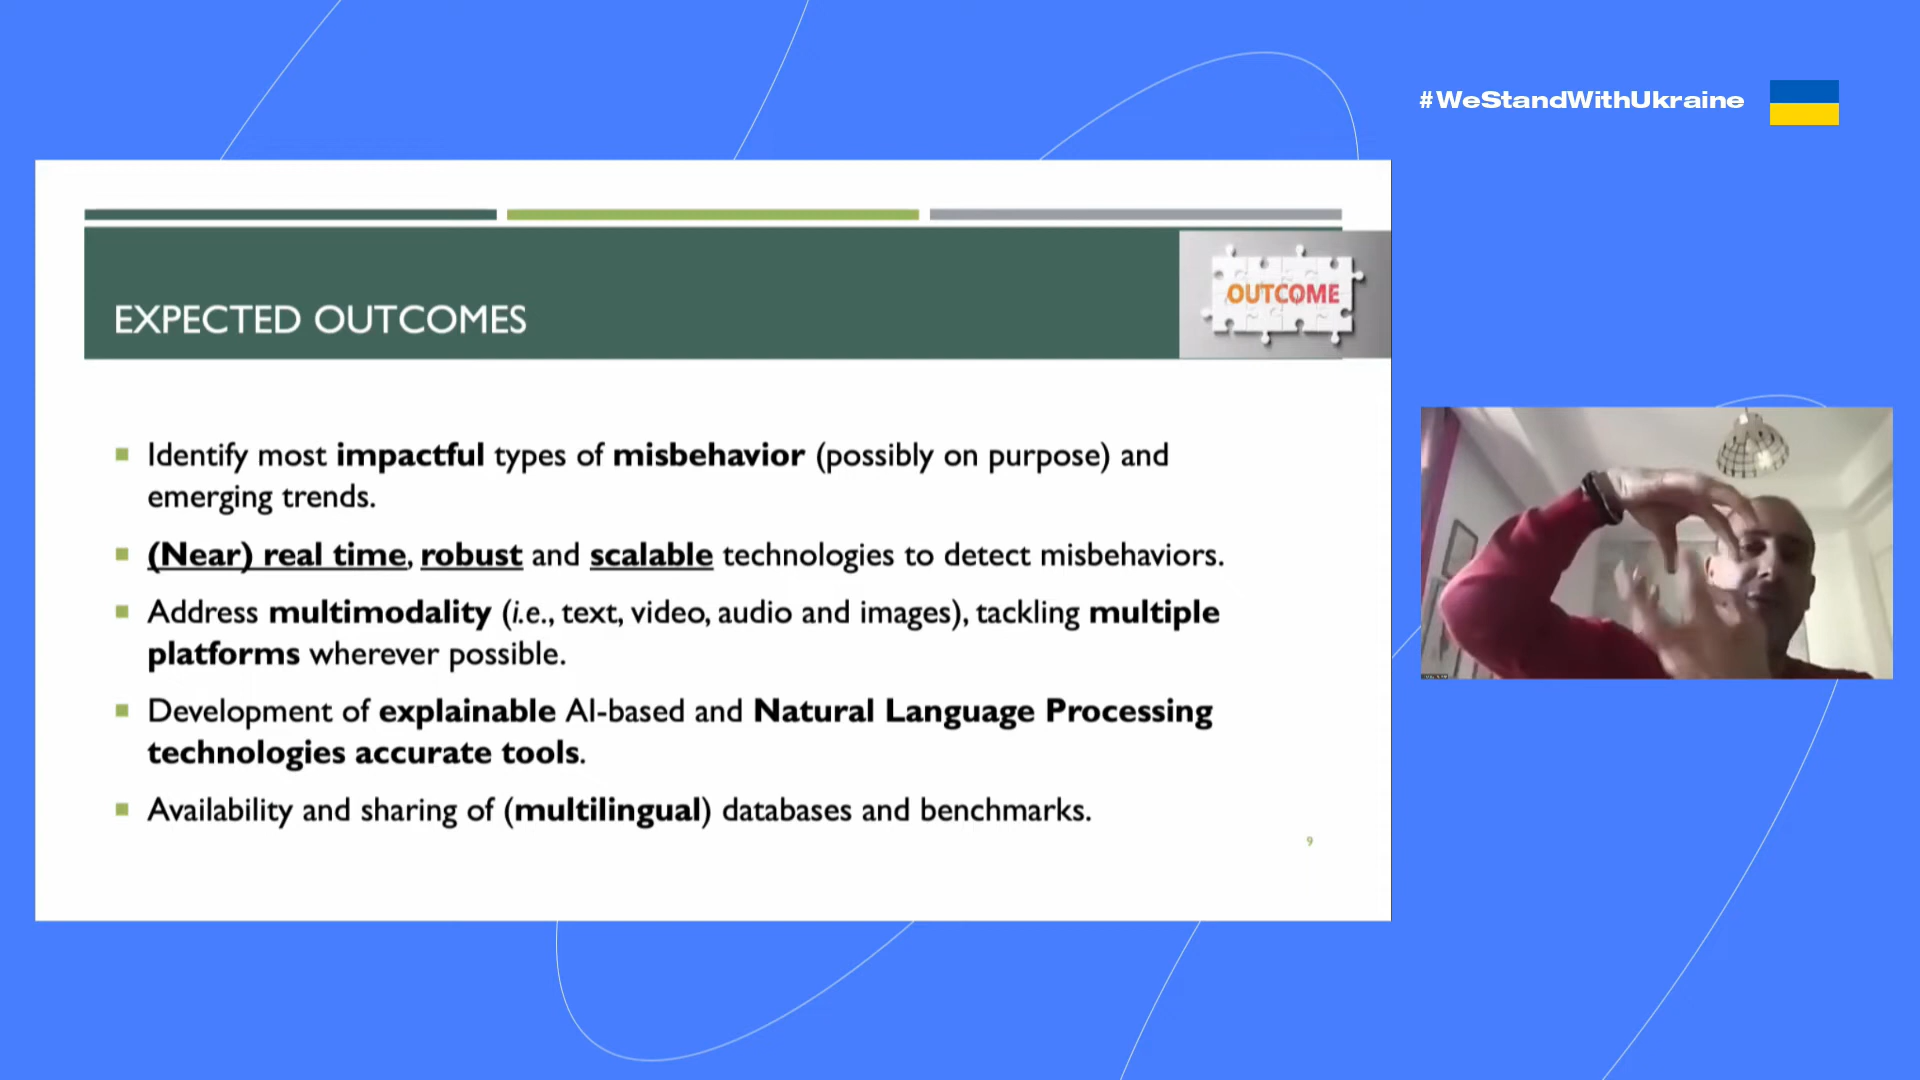 #WeStandWithUkraine
OUTCOME
EXPECTED OUTCOMES
Identify most impactful types of misbehavior (possibly on purpose) and
emerging trends.
(Near) real time, robust and scalable technologies to detect misbehaviors.
Address multimodality (i.e., text, video, audio and images), tackling multiple
platforms wherever possible.
Development of explainable AI-based and Natural Language Processing
technologies accurate tools.
Availability and sharing of (multilingual) databases and benchmarks.
9